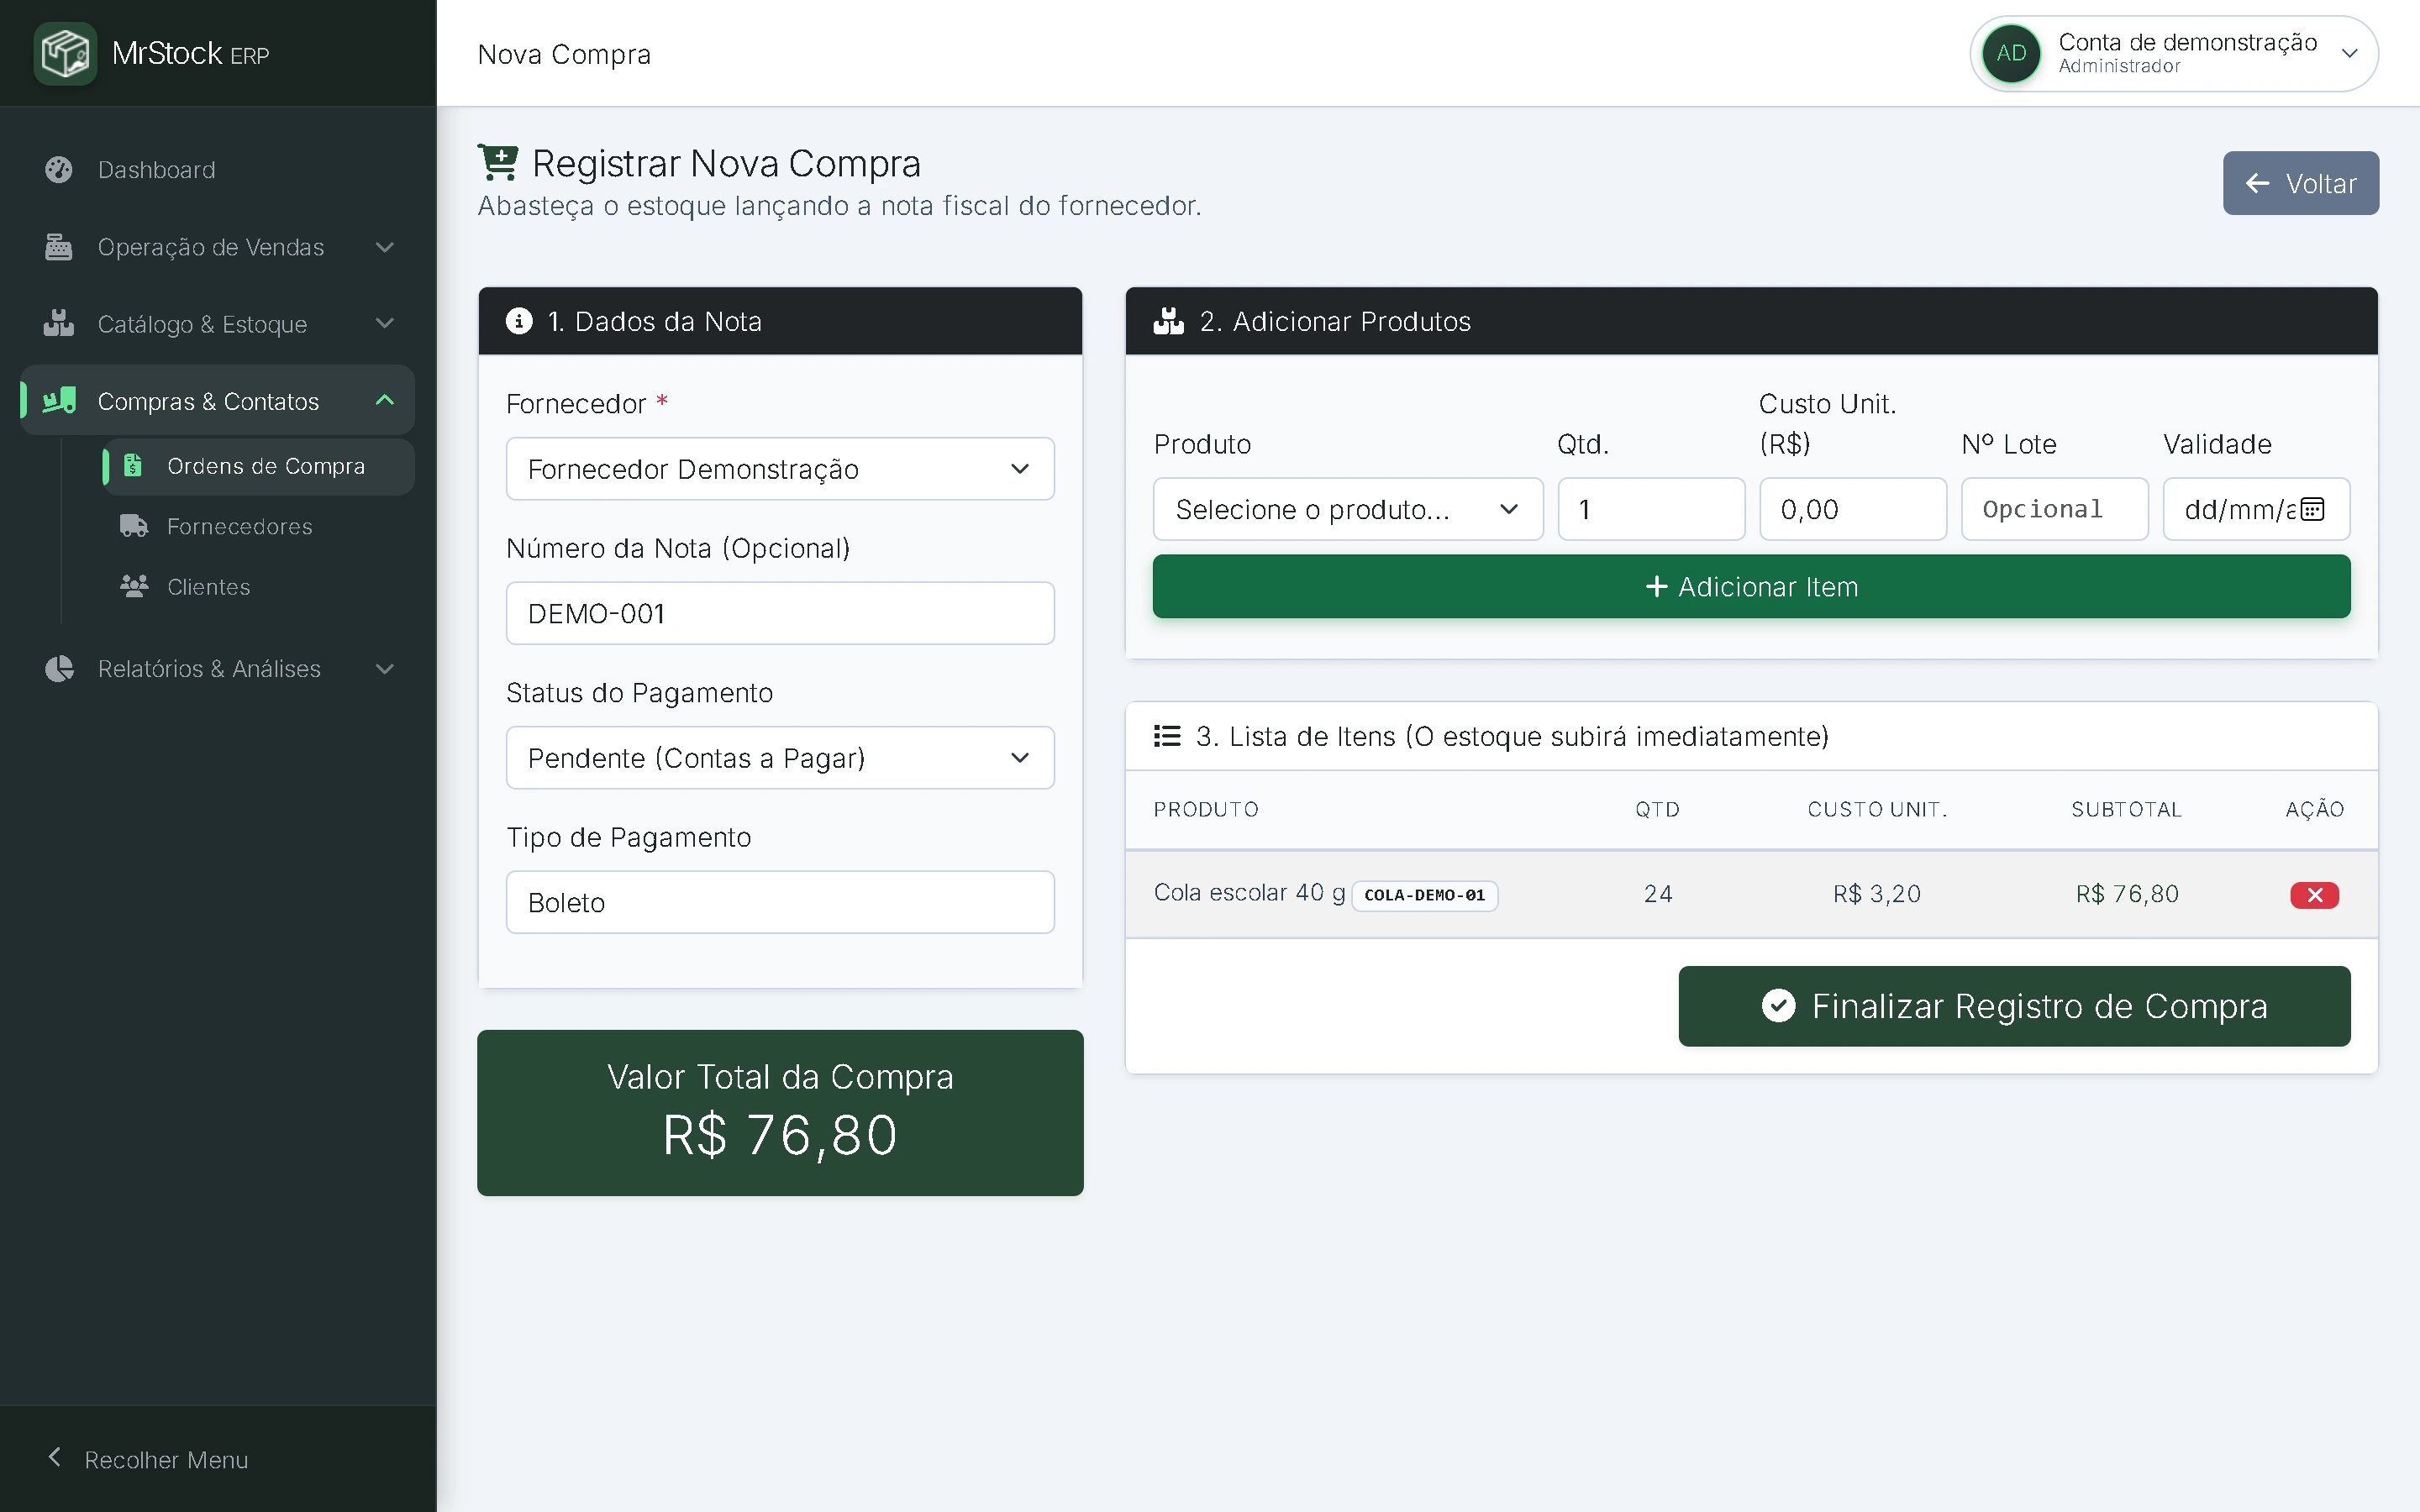 MrStock ERP
Dashboard
Operação de Vendas
Catálogo & Estoque
Compras & Contatos
Ordens de Compra
Fornecedores
Clientes
Relatórios & Análises
Recolher Menu
Nova Compra
AD
Conta de demonstração
Administrador
Registrar Nova Compra
Abasteça o estoque lançando a nota fiscal do fornecedor.
Voltar
1. Dados da Nota
Fornecedor *
Fornecedor Demonstração
Número da Nota (Opcional)
DEMO-001
Status do Pagamento
Pendente (Contas a Pagar)
Tipo de Pagamento
Boleto
Valor Total da Compra
R$ 76,80
2. Adicionar Produtos
Produto Qtd. Custo Unit. (R$) Nº Lote Validade
Selecione o produto... 1 0,00 Opcional dd/mm/a
+ Adicionar Item
3. Lista de Itens (O estoque subirá imediatamente)
PRODUTO QTD CUSTO UNIT. SUBTOTAL AÇÃO
Cola escolar 40 g COLA-DEMO-01 24 R$ 3,20 R$ 76,80
Finalizar Registro de Compra